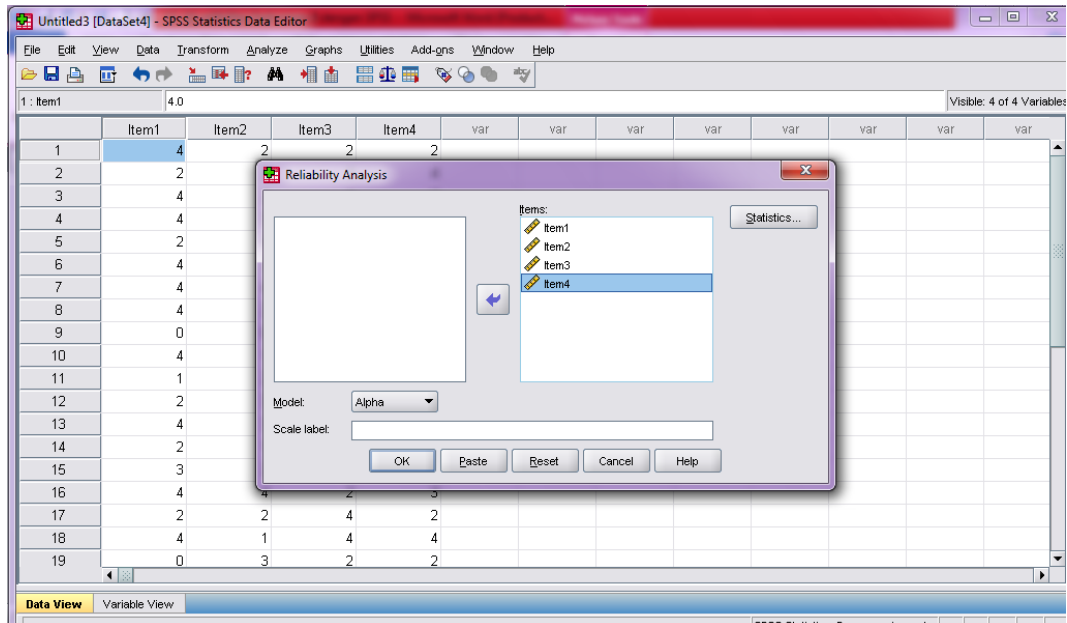 Untitled3 [DataSet4] - SPSS Statistics Data Editor
File Edit View Data Transform Analyze Graphs Utilities Add-ons Window Help
1 : Item1 4.0 Visible: 4 of 4 Variables
Item1 Item2 Item3 Item4 var var var var var var var var
1 4 2 2 2
2 2
3 4
4 4
5 2
6 4
7 4
8 4
9 0
10 4
11 1
12 2
13 4
14 2
15 3
16 4 4 2 3
17 2 2 4 2
18 4 1 4 4
19 0 3 2 2
Reliability Analysis
Items:
Item1
Item2
Item3
Item4
Statistics...
Model: Alpha
Scale label:
OK Paste Reset Cancel Help
Data View Variable View